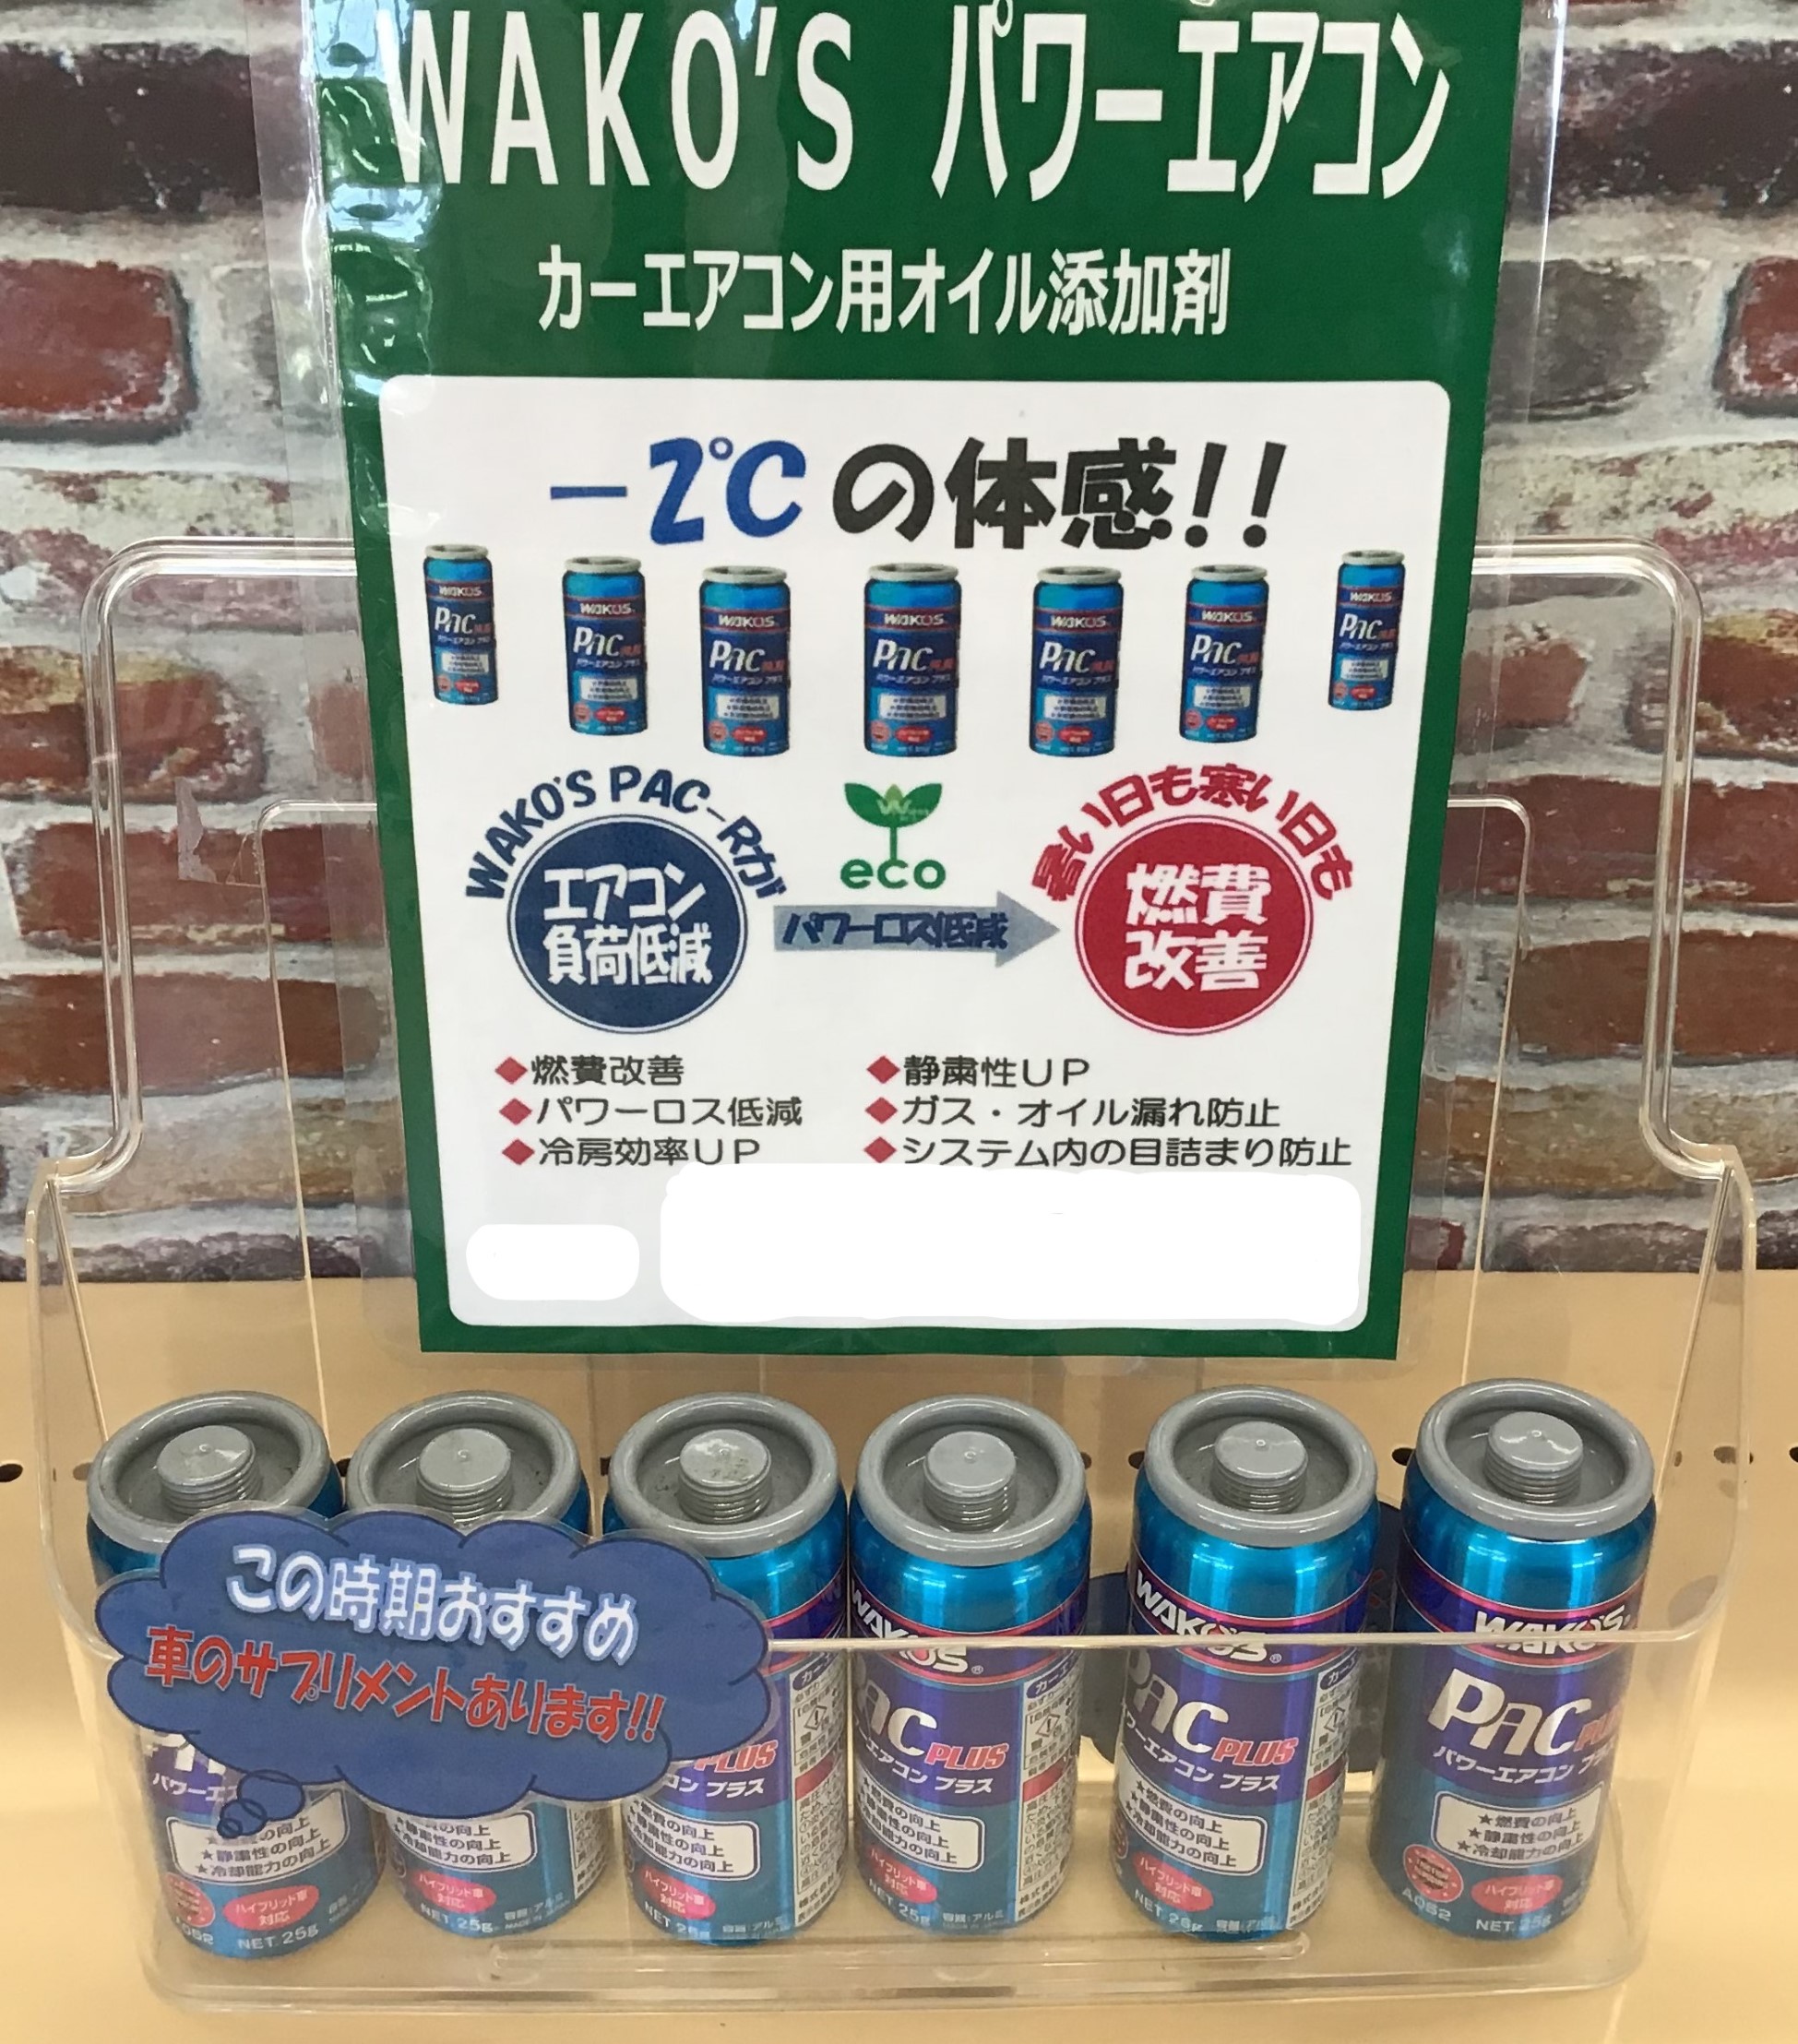 WAKO'S パワーエアコン
カーエアコン用オイル添加剤
−2℃の体感!!
WAKO'S PAC-Rが
エアコン
負荷低減
eco
パワーロス低減
暑い日も寒い日も
燃費
改善
◆燃費改善
◆パワーロス低減
◆冷房効率UP
◆静粛性UP
◆ガス・オイル漏れ防止
◆システム内の目詰まり防止
この時期おすすめ
車のサプリメントあります!!
WAKO'S
PAC PLUS
パワーエアコン プラス
★燃費の向上
★静粛性の向上
★冷却能力の向上
ハイブリッド車
対応
A052
NET 25g